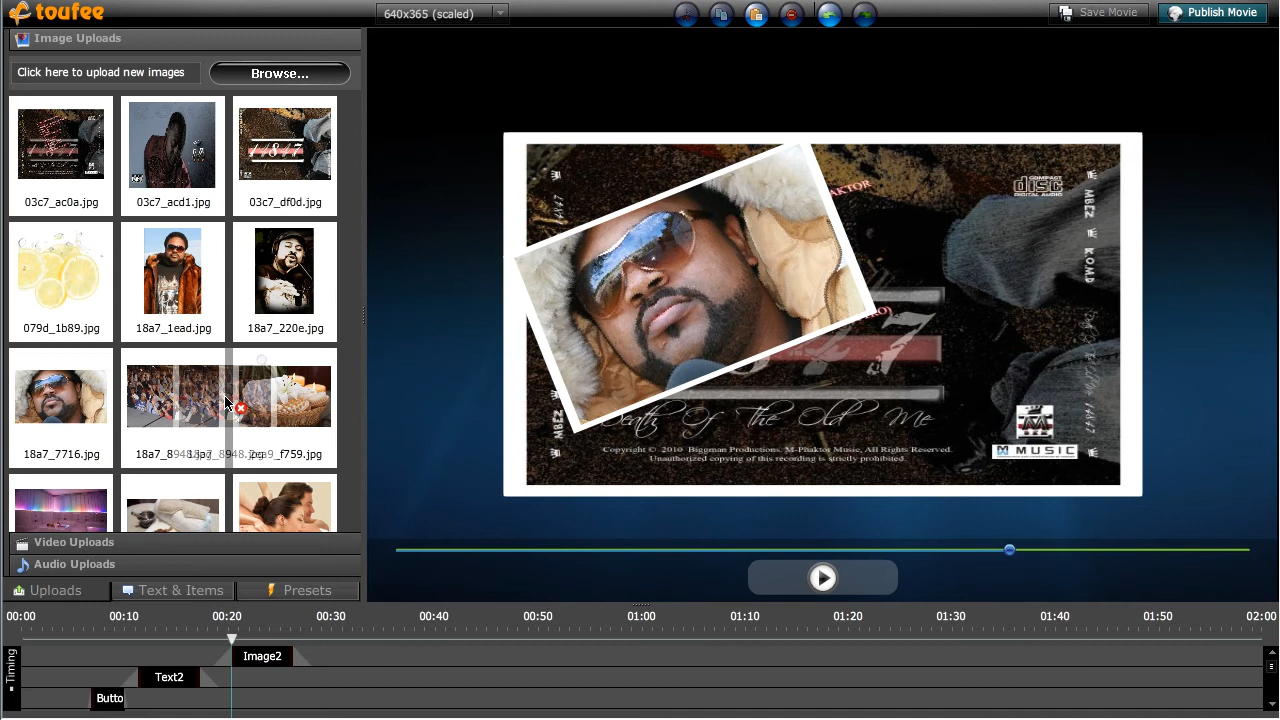 toufee
640x365 (scaled)
Save Movie
Publish Movie
Image Uploads
Click here to upload new images
Browse...
03c7_ac0a.jpg
03c7_acd1.jpg
03c7_df0d.jpg
079d_1b89.jpg
18a7_1ead.jpg
18a7_220e.jpg
18a7_7716.jpg
COMPACT
disc
DIGITAL AUDIO
MBEZ
KOMD
14847
MBEZ
Death Of The Old Me
MUSIC
Copyright © 2010 Biggman Productions. M-Phaktor Music, All Rights Reserved.
Unauthorized copying of this recording is strictly prohibited.
Video Uploads
Audio Uploads
Uploads
Text & Items
Presets
00:00
00:10
00:20
00:30
00:40
00:50
01:00
01:10
01:20
01:30
01:40
01:50
02:00
Timing
Image2
Text2
Butto